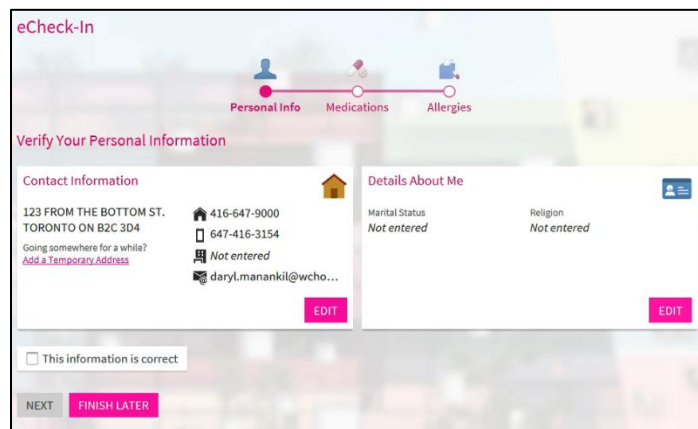 eCheck-In
Personal Info
Medications
Allergies
Verify Your Personal Information
Contact Information
123 FROM THE BOTTOM ST.
TORONTO ON B2C 3D4
Going somewhere for a while?
Add a Temporary Address
416-647-9000
647-416-3154
Not entered
daryl.manankil@wcho...
EDIT
Details About Me
Marital Status
Not entered
Religion
Not entered
EDIT
This information is correct
NEXT
FINISH LATER